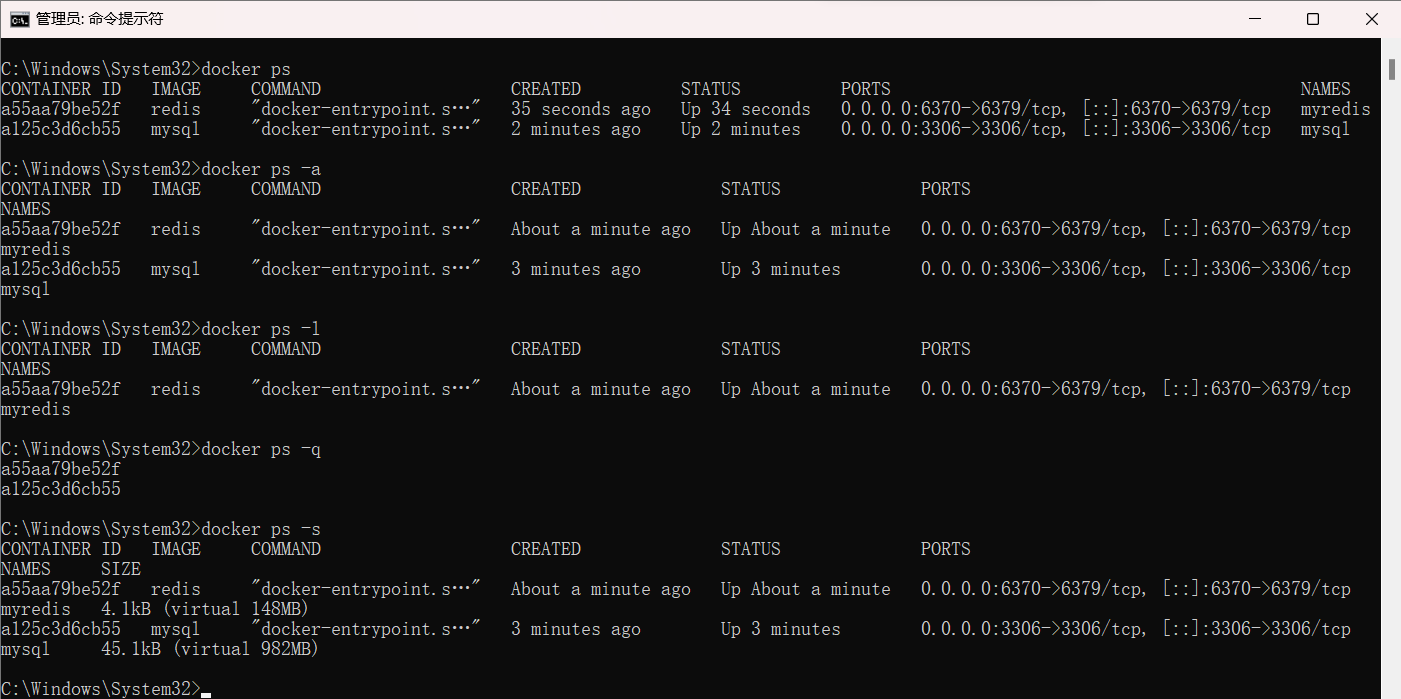 管理员: 命令提示符
C:\Windows\System32>docker ps
CONTAINER ID   IMAGE     COMMAND                   CREATED          STATUS          PORTS                                         NAMES
a55aa79be52f   redis     "docker-entrypoint.s…"   35 seconds ago   Up 34 seconds   0.0.0.0:6370->6379/tcp, [::]:6370->6379/tcp   myredis
a125c3d6cb55   mysql     "docker-entrypoint.s…"   2 minutes ago    Up 2 minutes    0.0.0.0:3306->3306/tcp, [::]:3306->3306/tcp   mysql
C:\Windows\System32>docker ps -a
CONTAINER ID   IMAGE     COMMAND                   CREATED              STATUS              PORTS
NAMES
a55aa79be52f   redis     "docker-entrypoint.s…"   About a minute ago   Up About a minute   0.0.0.0:6370->6379/tcp, [::]:6370->6379/tcp
myredis
a125c3d6cb55   mysql     "docker-entrypoint.s…"   3 minutes ago        Up 3 minutes        0.0.0.0:3306->3306/tcp, [::]:3306->3306/tcp
mysql
C:\Windows\System32>docker ps -l
CONTAINER ID   IMAGE     COMMAND                   CREATED              STATUS              PORTS
NAMES
a55aa79be52f   redis     "docker-entrypoint.s…"   About a minute ago   Up About a minute   0.0.0.0:6370->6379/tcp, [::]:6370->6379/tcp
myredis
C:\Windows\System32>docker ps -q
a55aa79be52f
a125c3d6cb55
C:\Windows\System32>docker ps -s
CONTAINER ID   IMAGE     COMMAND                   CREATED              STATUS              PORTS
NAMES     SIZE
a55aa79be52f   redis     "docker-entrypoint.s…"   About a minute ago   Up About a minute   0.0.0.0:6370->6379/tcp, [::]:6370->6379/tcp
myredis   4.1kB (virtual 148MB)
a125c3d6cb55   mysql     "docker-entrypoint.s…"   3 minutes ago        Up 3 minutes        0.0.0.0:3306->3306/tcp, [::]:3306->3306/tcp
mysql     45.1kB (virtual 982MB)
C:\Windows\System32>